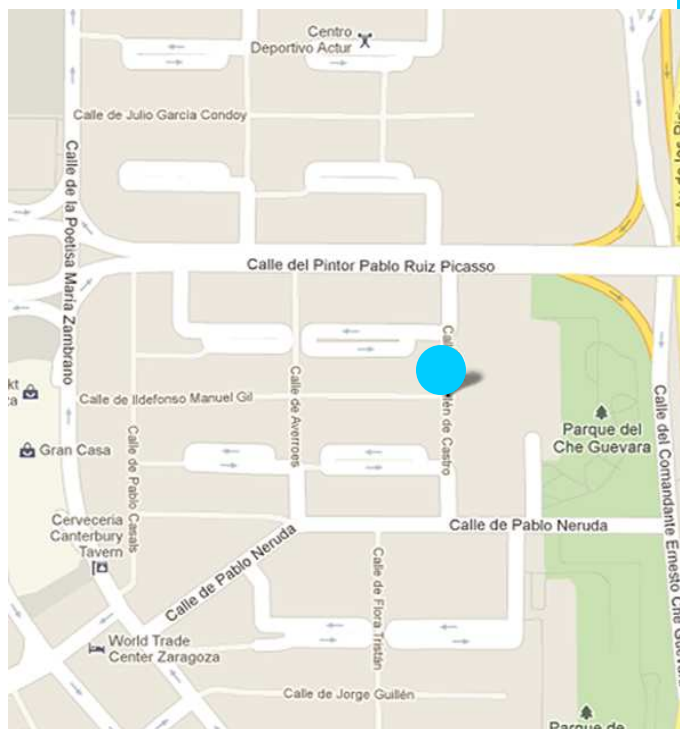 Centro
Deportivo Actur
Calle de Julio García Condoy
Calle de la Poetisa María Zambrano
Calle del Pintor Pablo Ruiz Picasso
Calle de Ildefonso Manuel Gil
Calle de Averroes
lén de Castro
Gran Casa
Calle de Pablo Casals
Parque del
Che Guevara
Calle del Comandante Ernesto Che Guevara
Cerveceria
Canterbury
Tavern
Calle de Pablo Neruda
Calle de Pablo Neruda
Calle de Flora Tristán
World Trade
Center Zaragoza
Calle de Jorge Guillén
Parque de